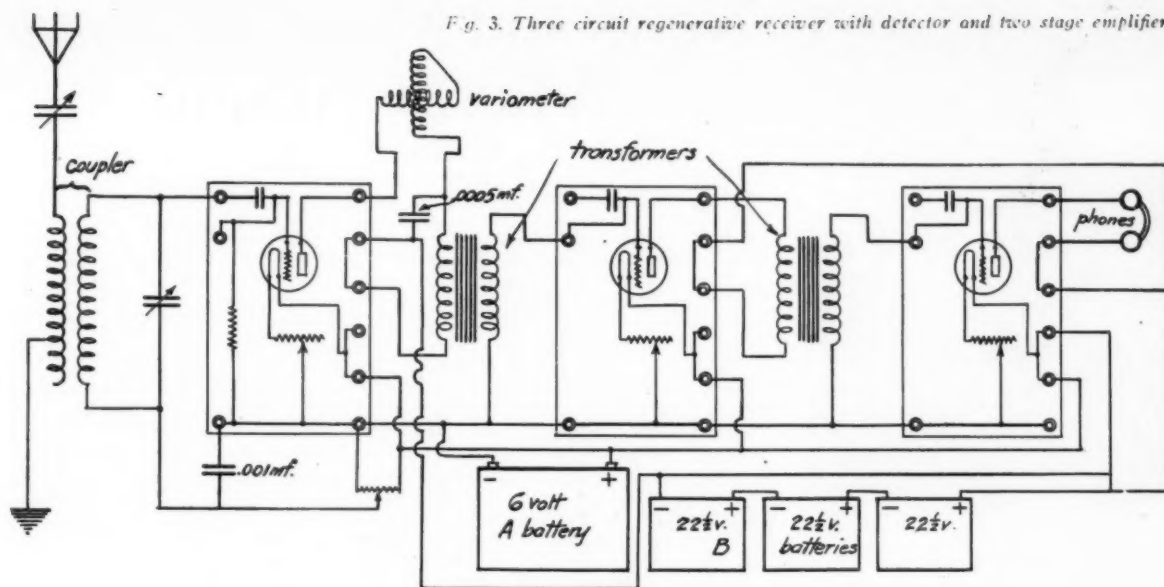 Fig. 3. Three circuit regenerative receiver with detector and two stage emplifier
variometer
coupler
transformers
.0005mf.
phones
.001mf.
- +
6 volt
A battery
- +
22½v.
B
- +
22½v.
batteries
- +
22½v.